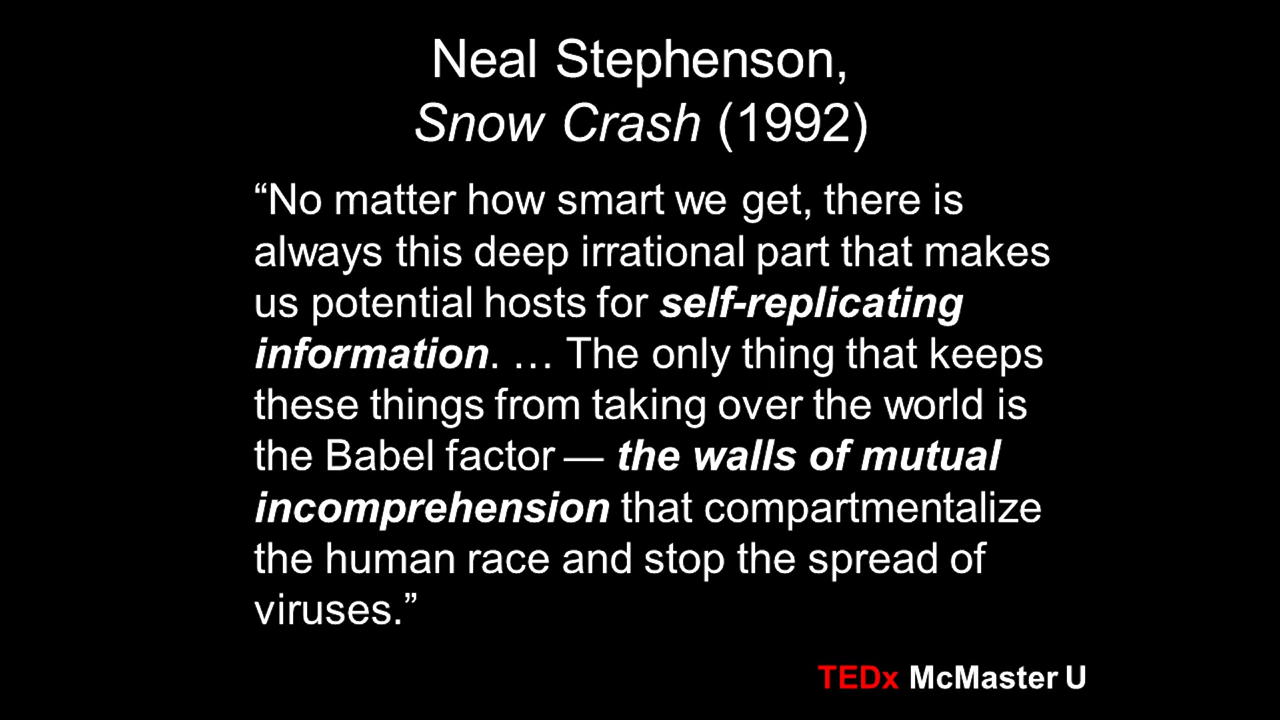 Neal Stephenson,
Snow Crash (1992)
“No matter how smart we get, there is
always this deep irrational part that makes
us potential hosts for self-replicating
information. … The only thing that keeps
these things from taking over the world is
the Babel factor — the walls of mutual
incomprehension that compartmentalize
the human race and stop the spread of
viruses.”
TEDx McMaster U